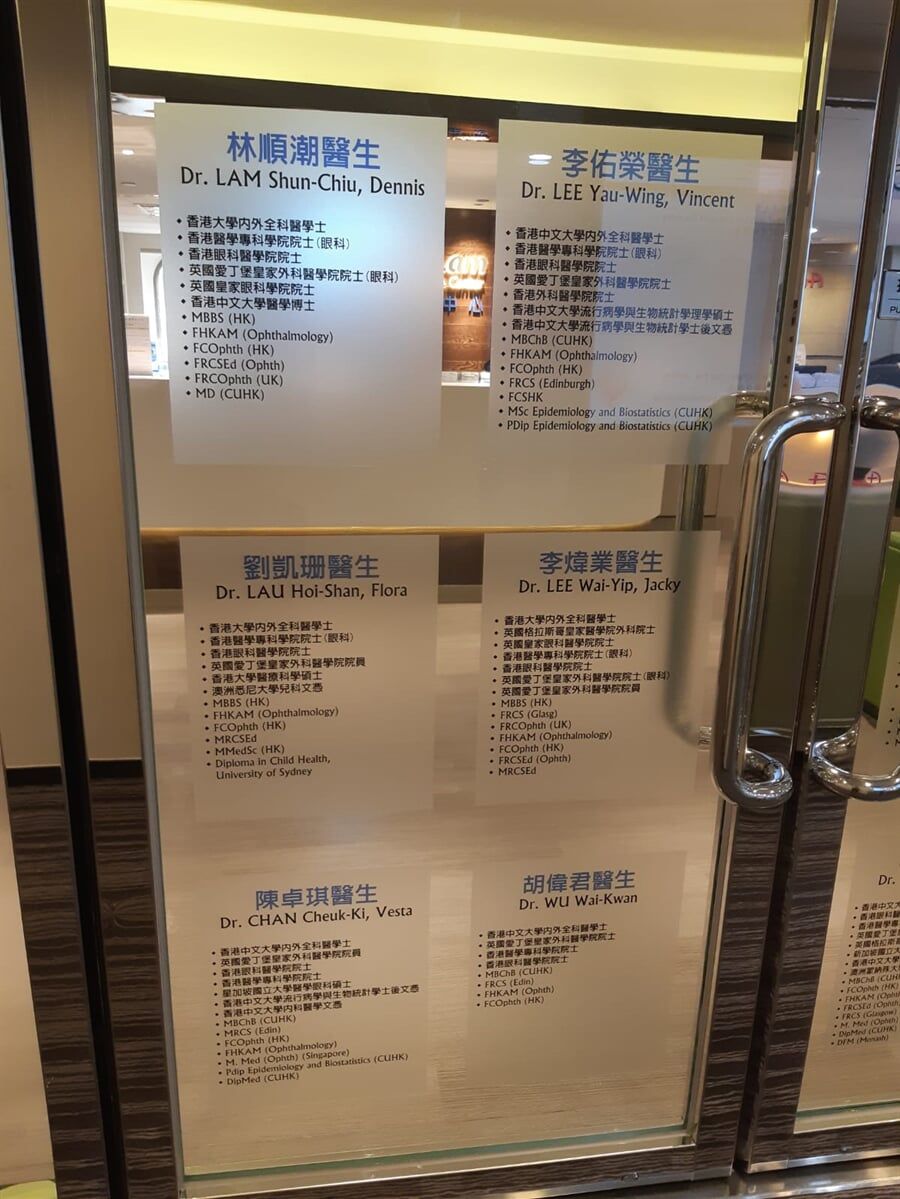 林順潮醫生
Dr. LAM Shun-Chiu, Dennis
• 香港大學內外全科醫學士
• 香港醫學專科學院院士(眼科)
• 香港眼科醫學院院士
• 英國愛丁堡皇家外科醫學院院士(眼科)
• 英國皇家眼科學院院士
• 香港中文大學醫學博士
• MBBS (HK)
• FHKAM (Ophthalmology)
• FCOphth (HK)
• FRCSEd (Ophth)
• FRCOphth (UK)
• MD (CUHK)
李佑榮醫生
Dr. LEE Yau-Wing, Vincent
• 香港中文大學內外全科醫學士
• 香港醫學專科學院院士(眼科)
• 香港眼科醫學院院士
• 英國愛丁堡皇家外科醫學院院士
• 香港外科醫學院院士
• 香港中文大學流行病學與生物統計學理學碩士
• 香港中文大學流行病學與生物統計學士後文憑
• MBChB (CUHK)
• FHKAM (Ophthalmology)
• FCOphth (HK)
• FRCS (Edinburgh)
• FCSHK
• MSc Epidemiology and Biostatistics (CUHK)
• PDip Epidemiology and Biostatistics (CUHK)
劉凱珊醫生
Dr. LAU Hoi-Shan, Flora
• 香港大學內外全科醫學士
• 香港醫學專科學院院士(眼科)
• 香港眼科醫學院院士
• 英國愛丁堡皇家外科醫學院院員
• 香港大學醫療科學碩士
• 澳洲悉尼大學兒科文憑
• MBBS (HK)
• FHKAM (Ophthalmology)
• FCOphth (HK)
• MRCSEd
• MMedSc (HK)
• Diploma in Child Health,
University of Sydney
李煒業醫生
Dr. LEE Wai-Yip, Jacky
• 香港大學內外全科醫學士
• 英國格拉斯哥皇家醫學院外科院士
• 英國皇家眼科醫學院院士
• 香港醫學專科學院院士(眼科)
• 香港眼科醫學院院士
• 英國愛丁堡皇家外科醫學院院士(眼科)
• 英國愛丁堡皇家外科醫學院院員
• MBBS (HK)
• FRCS (Glasg)
• FRCOphth (UK)
• FHKAM (Ophthalmology)
• FCOphth (HK)
• FRCSEd (Ophth)
• MRCSEd
陳卓琪醫生
Dr. CHAN Cheuk-Ki, Vesta
• 香港中文大學內外全科醫學士
• 英國愛丁堡皇家外科醫學院院員
• 香港眼科醫學院院士
• 香港醫學專科學院院士
• 星加坡國立大學醫學眼科碩士
• 香港中文大學流行病學與生物統計學士後文憑
• 香港中文大學內科醫學文憑
• MBChB (CUHK)
• MRCS (Edin)
• FCOphth (HK)
• FHKAM (Ophthalmology)
• M. Med (Ophth) (Singapore)
• Pdip Epidemiology and Biostatistics (CUHK)
• DipMed (CUHK)
胡偉君醫生
Dr. WU Wai-Kwan
• 香港中文大學內外全科醫學士
• 英國愛丁堡皇家外科醫學院院士
• 香港醫學專科學院院士
• 香港眼科醫學院院士
• MBChB (CUHK)
• FRCS (Edin)
• FHKAM (Ophth)
• FCOphth (HK)
Dr.
• MBChB (CUHK
• FCOphth (HK)
• FHKAM (Ophth
• FRCSEd (Ophth
• FRCS (Glasgow)
• M. Med (Ophth)
• DipMed (CUHK)
• DFM (Monash)